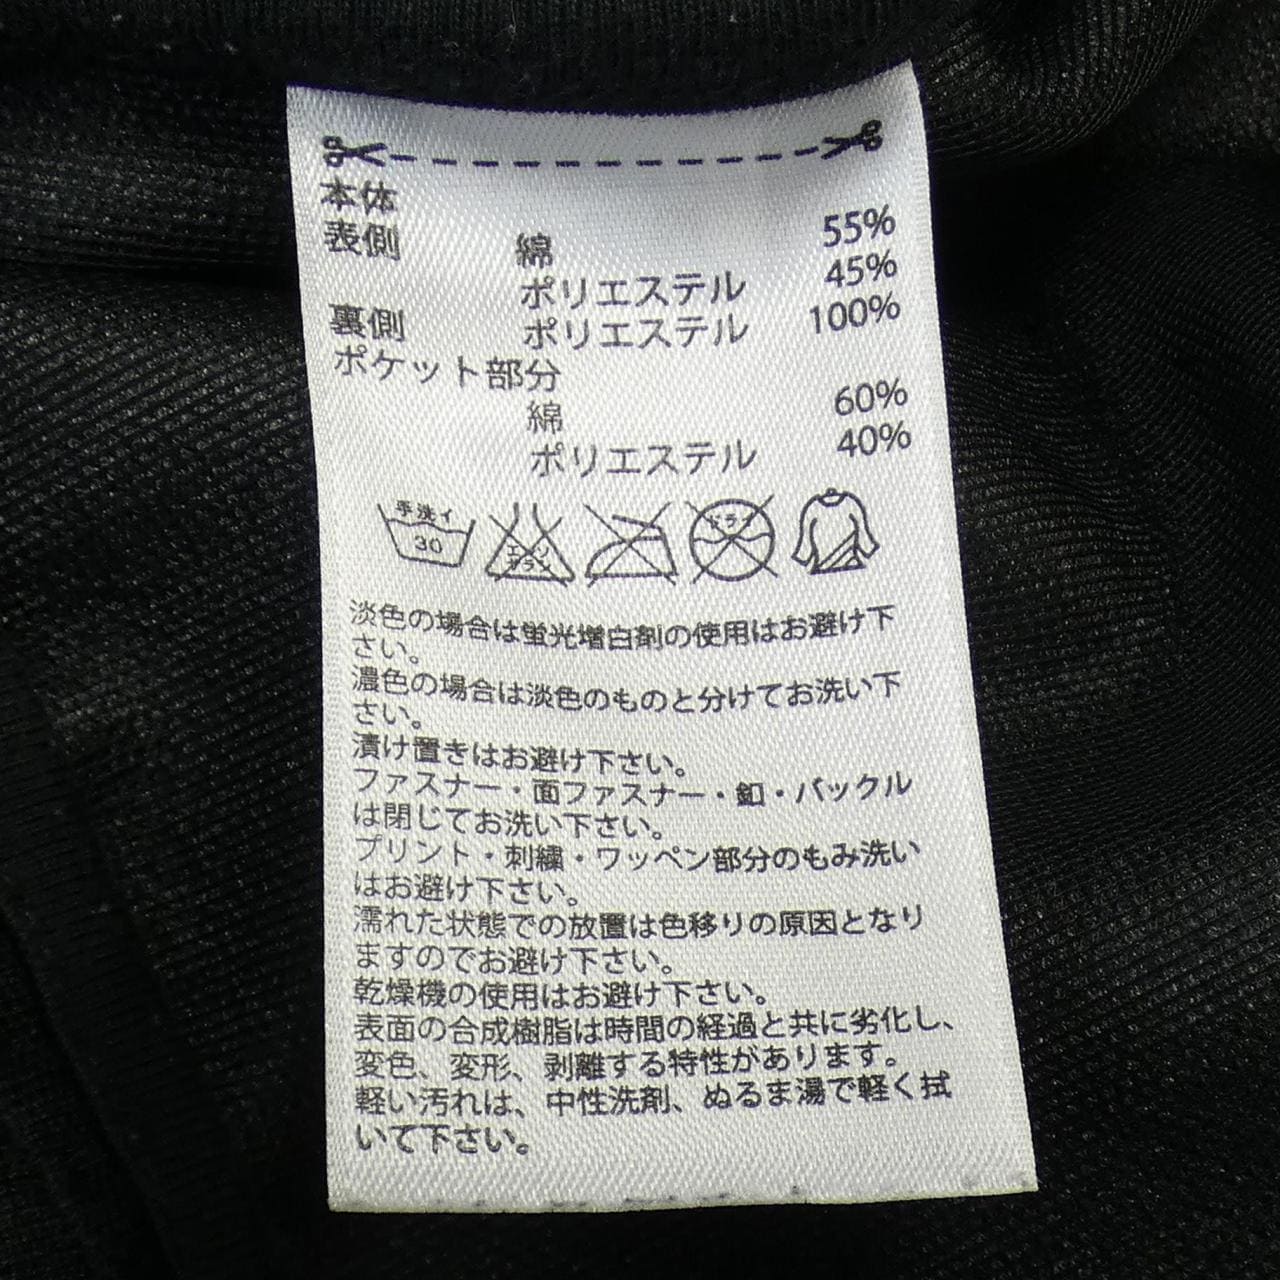 本体
表側 綿 55%
ポリエステル 45%
裏側 ポリエステル 100%
ポケット部分
綿 60%
ポリエステル 40%
手洗イ
30
エンソ
サラシ
ドライ
淡色の場合は蛍光増白剤の使用はお避け下
さい。
濃色の場合は淡色のものと分けてお洗い下
さい。
漬け置きはお避け下さい。
ファスナー・面ファスナー・釦・バックル
は閉じてお洗い下さい。
プリント・刺繍・ワッペン部分のもみ洗い
はお避け下さい。
濡れた状態での放置は色移りの原因となり
ますのでお避け下さい。
乾燥機の使用はお避け下さい。
表面の合成樹脂は時間の経過と共に劣化し、
変色、変形、剥離する特性があります。
軽い汚れは、中性洗剤、ぬるま湯で軽く拭
いて下さい。